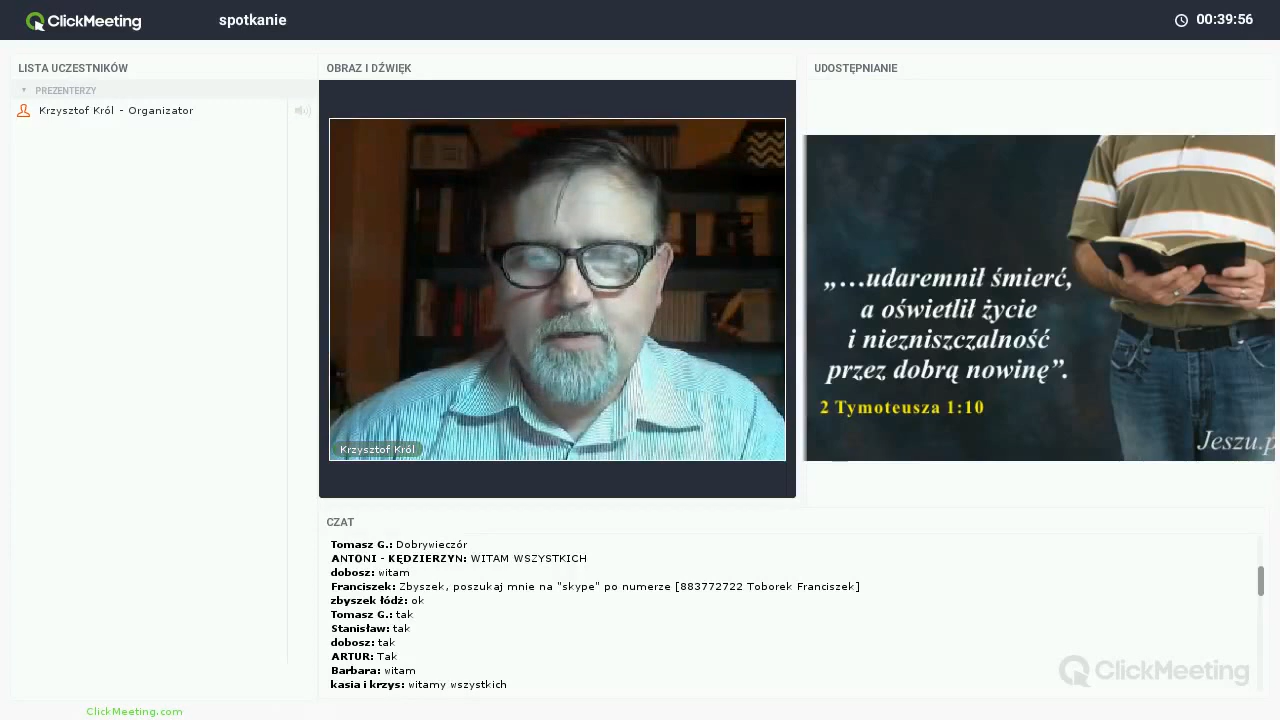 ClickMeeting
spotkanie
00:39:56
LISTA UCZESTNIKÓW
PREZENTERZY
Krzysztof Król - Organizator
OBRAZ I DŹWIĘK
Krzysztof Król
UDOSTĘPNIANIE
„...udaremnił śmierć,
a oświetlił życie
i niezniszczalność
przez dobrą nowinę”.
2 Tymoteusza 1:10
Jeszu.p
CZAT
Tomasz G.: Dobrywieczór
ANTONI - KĘDZIERZYN: WITAM WSZYSTKICH
dobosz: witam
Franciszek: Zbyszek, poszukaj mnie na "skype" po numerze [883772722 Toborek Franciszek]
zbyszek łódź: ok
Tomasz G.: tak
Stanisław: tak
dobosz: tak
ARTUR: Tak
Barbara: witam
kasia i krzys: witamy wszystkich
ClickMeeting
ClickMeeting.com